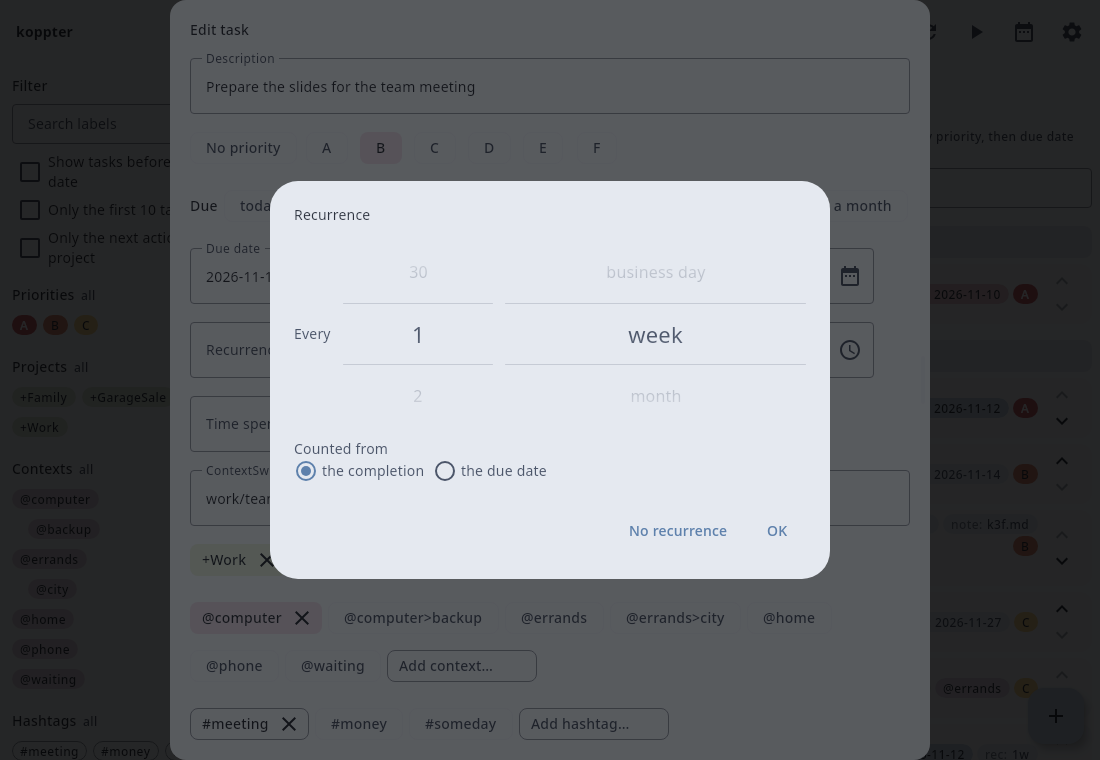 koppter
Edit task
Description
Prepare the slides for the team meeting
Filter
Search labels
Show tasks before
date
Only the first 10 ta
Only the next actio
project
No priority A B C D E F
priority, then due date
Due toda a month
Due date
2026-11-1
Recurrence
Every
30
1
2
business day
week
month
Counted from
the completion the due date
No recurrence OK
Recurrenc
Time spe
ContextSw
work/tear
+Work
@computer @computer>backup @errands @errands>city @home
@phone @waiting Add context...
#meeting #money #someday Add hashtag...
Priorities all
A B C
Projects all
+Family +GarageSale
+Work
Contexts all
@computer
@backup
@errands
@city
@home
@phone
@waiting
Hashtags all
#meeting #money
2026-11-10 A
2026-11-12 A
2026-11-14 B
note: k3f.md
B
2026-11-27 C
@errands C
-11-12 rec: 1w